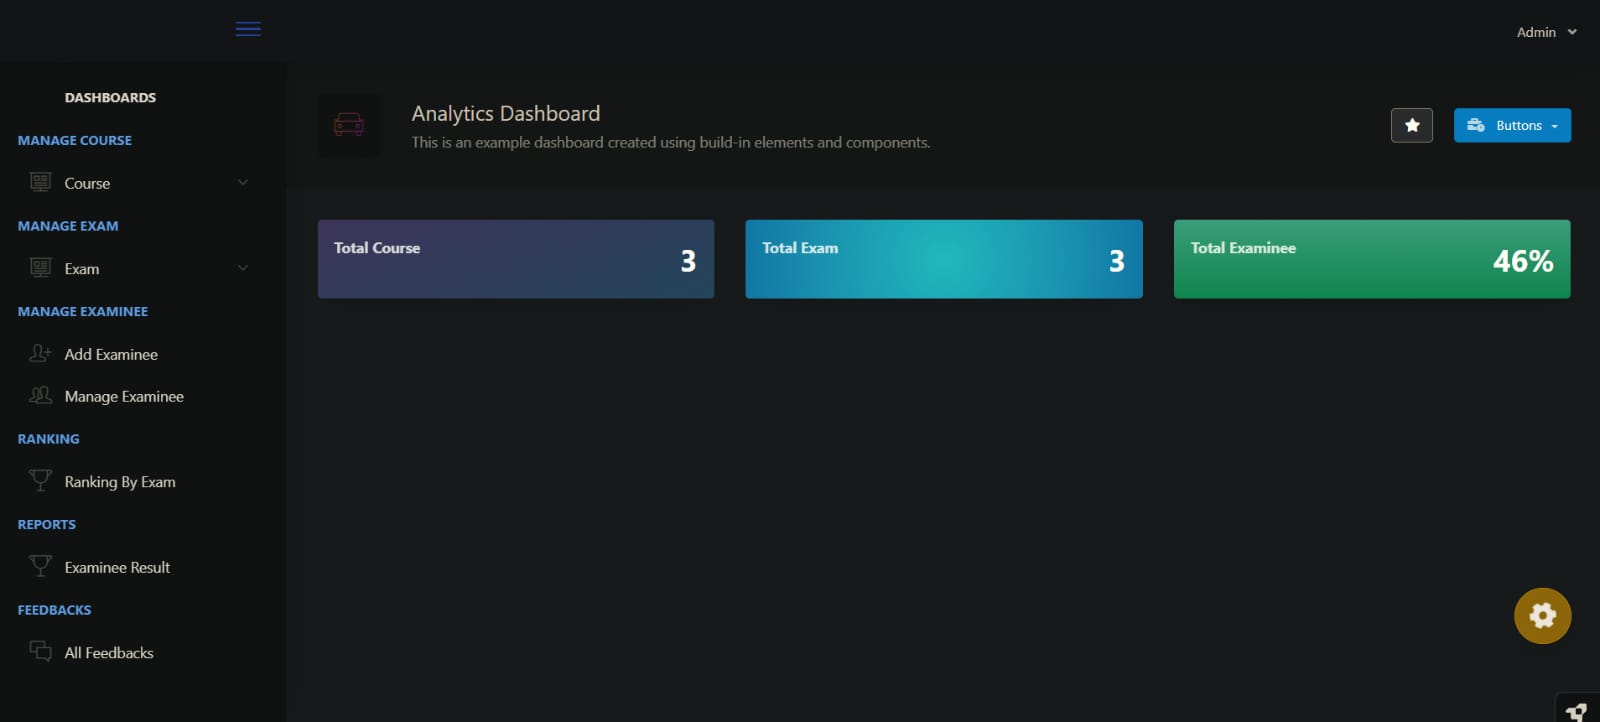 Admin
DASHBOARDS
MANAGE COURSE
Course
MANAGE EXAM
Exam
MANAGE EXAMINEE
Add Examinee
Manage Examinee
RANKING
Ranking By Exam
REPORTS
Examinee Result
FEEDBACKS
All Feedbacks
Analytics Dashboard
This is an example dashboard created using build-in elements and components.
Buttons
Total Course
3
Total Exam
3
Total Examinee
46%